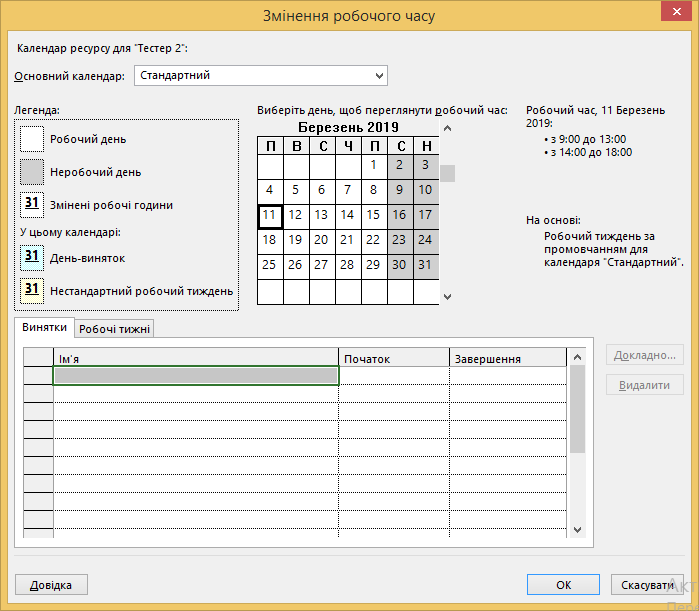 Змінення робочого часу
Календар ресурсу для "Тестер 2":
Основний календар: Стандартний
Легенда:
Робочий день
Неробочий день
31 Змінені робочі години
У цьому календарі:
31 День-виняток
31 Нестандартний робочий тиждень
Виберіть день, щоб переглянути робочий час:
Березень 2019
П В С Ч П С Н
1 2 3
4 5 6 7 8 9 10
11 12 13 14 15 16 17
18 19 20 21 22 23 24
25 26 27 28 29 30 31
Робочий час, 11 Березень
2019:
• з 9:00 до 13:00
• з 14:00 до 18:00
На основі:
Робочий тиждень за
промовчанням для
календаря "Стандартний".
Винятки Робочі тижні
Ім'я Початок Завершення
Докладно...
Видалити
Довідка OK Скасувати